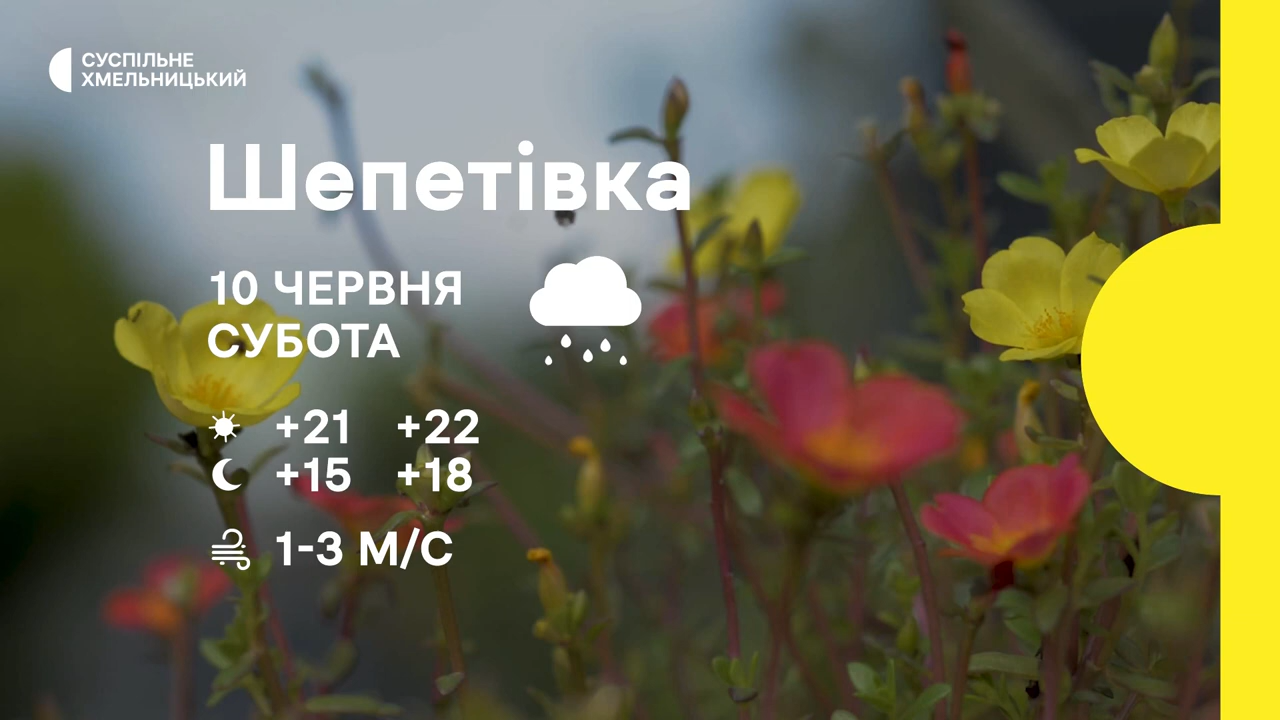 СУСПІЛЬНЕ
ХМЕЛЬНИЦЬКИЙ
Шепетівка
10 ЧЕРВНЯ
СУБОТА
+21 +22
+15 +18
1-3 М/С